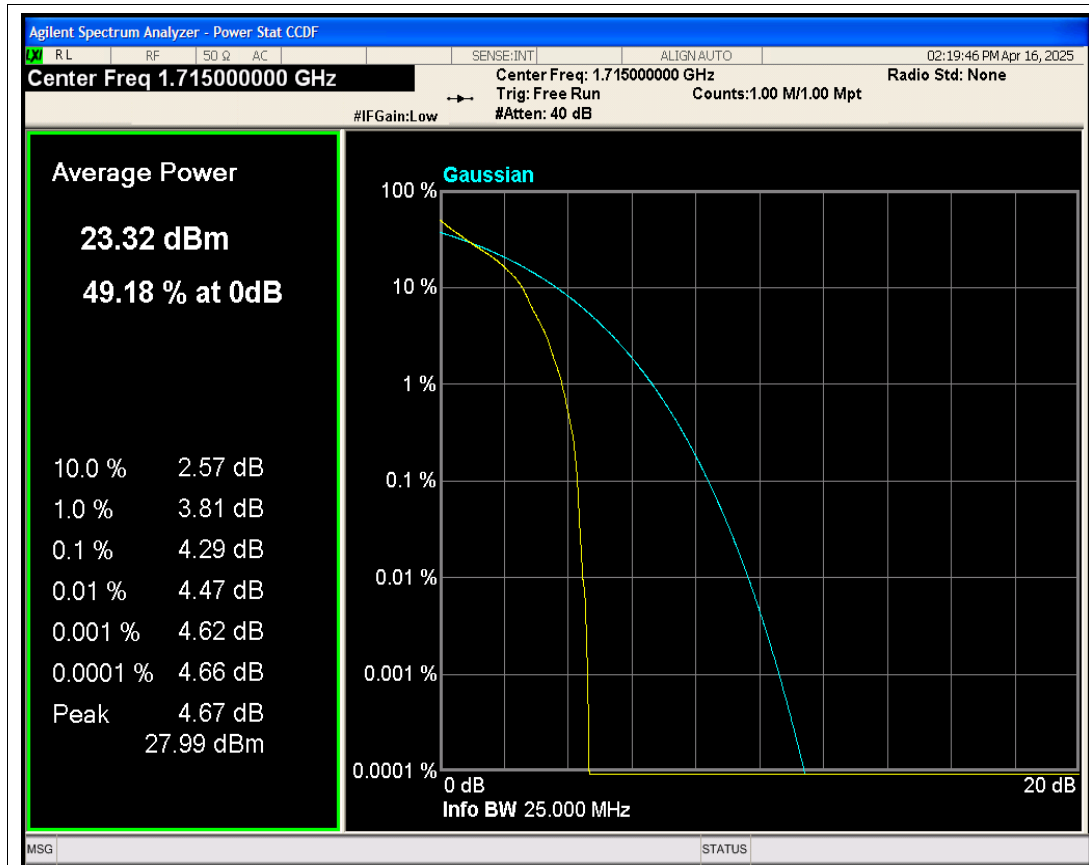 Agilent Spectrum Analyzer - Power Stat CCDF
LXI RL RF 50 Ω AC SENSE:INT ALIGN AUTO 02:19:46 PM Apr 16, 2025
Center Freq 1.715000000 GHz
Center Freq: 1.715000000 GHz Radio Std: None
Trig: Free Run Counts:1.00 M/1.00 Mpt
#IFGain:Low #Atten: 40 dB
Average Power
23.32 dBm
49.18 % at 0dB
10.0 % 2.57 dB
1.0 % 3.81 dB
0.1 % 4.29 dB
0.01 % 4.47 dB
0.001 % 4.62 dB
0.0001 % 4.66 dB
Peak 4.67 dB
27.99 dBm
Gaussian
100 %
10 %
1 %
0.1 %
0.01 %
0.001 %
0.0001 %
0 dB 20 dB
Info BW 25.000 MHz
MSG STATUS